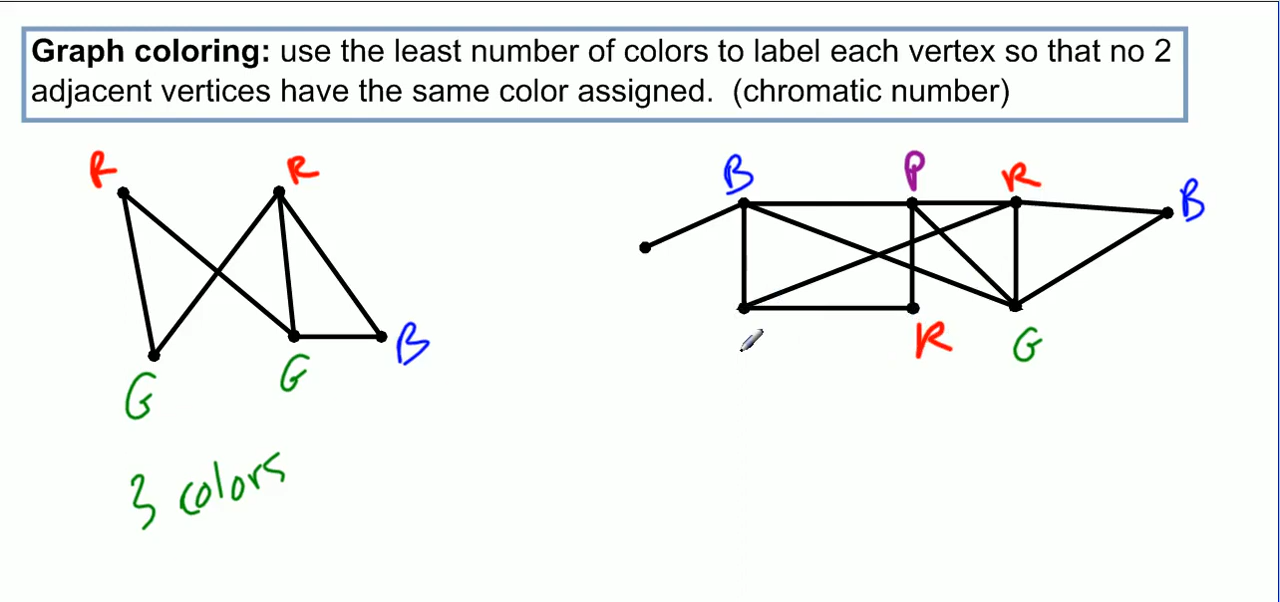 Graph coloring: use the least number of colors to label each vertex so that no 2
adjacent vertices have the same color assigned.  (chromatic number)
R R B P R B
G G B R G
3 colors